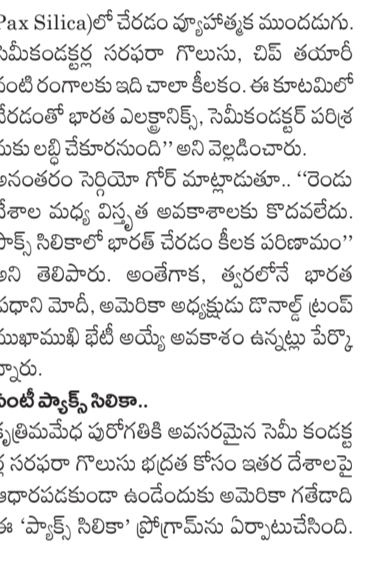 Pax Silica)లో చేరడం వ్యూహాత్మక ముందడుగు.
సెమీకండక్టర్ల సరఫరా గొలుసు, చిప్ తయారీ
వంటి రంగాలకు ఇది చాలా కీలకం. ఈ కూటమిలో
చేరడంతో భారత ఎలక్ట్రానిక్స్, సెమీకండక్టర్ పరిశ్ర
మకు లబ్ధి చేకూరనుంది’’ అని వెల్లడించారు.
అనంతరం సెర్గియో గోర్ మాట్లాడుతూ.. ‘‘రెండు
దేశాల మధ్య విస్తృత అవకాశాలకు కొదవలేదు.
పాక్స్ సిలికాలో భారత్ చేరడం కీలక పరిణామం’’
అని తెలిపారు. అంతేగాక, త్వరలోనే భారత
ప్రధాని మోదీ, అమెరికా అధ్యక్షుడు డొనాల్డ్ ట్రంప్
ముఖాముఖి భేటీ అయ్యే అవకాశం ఉన్నట్లు పేర్కొ
న్నారు.
ఏంటీ ప్యాక్స్ సిలికా..
కృత్రిమమేధ పురోగతికి అవసరమైన సెమీ కండక్ట
ర్ల సరఫరా గొలుసు భద్రత కోసం ఇతర దేశాలపై
ఆధారపడకుండా ఉండేందుకు అమెరికా గతేడాది
ఈ ‘ప్యాక్స్ సిలికా’ ప్రోగ్రామ్‌ను ఏర్పాటుచేసింది.